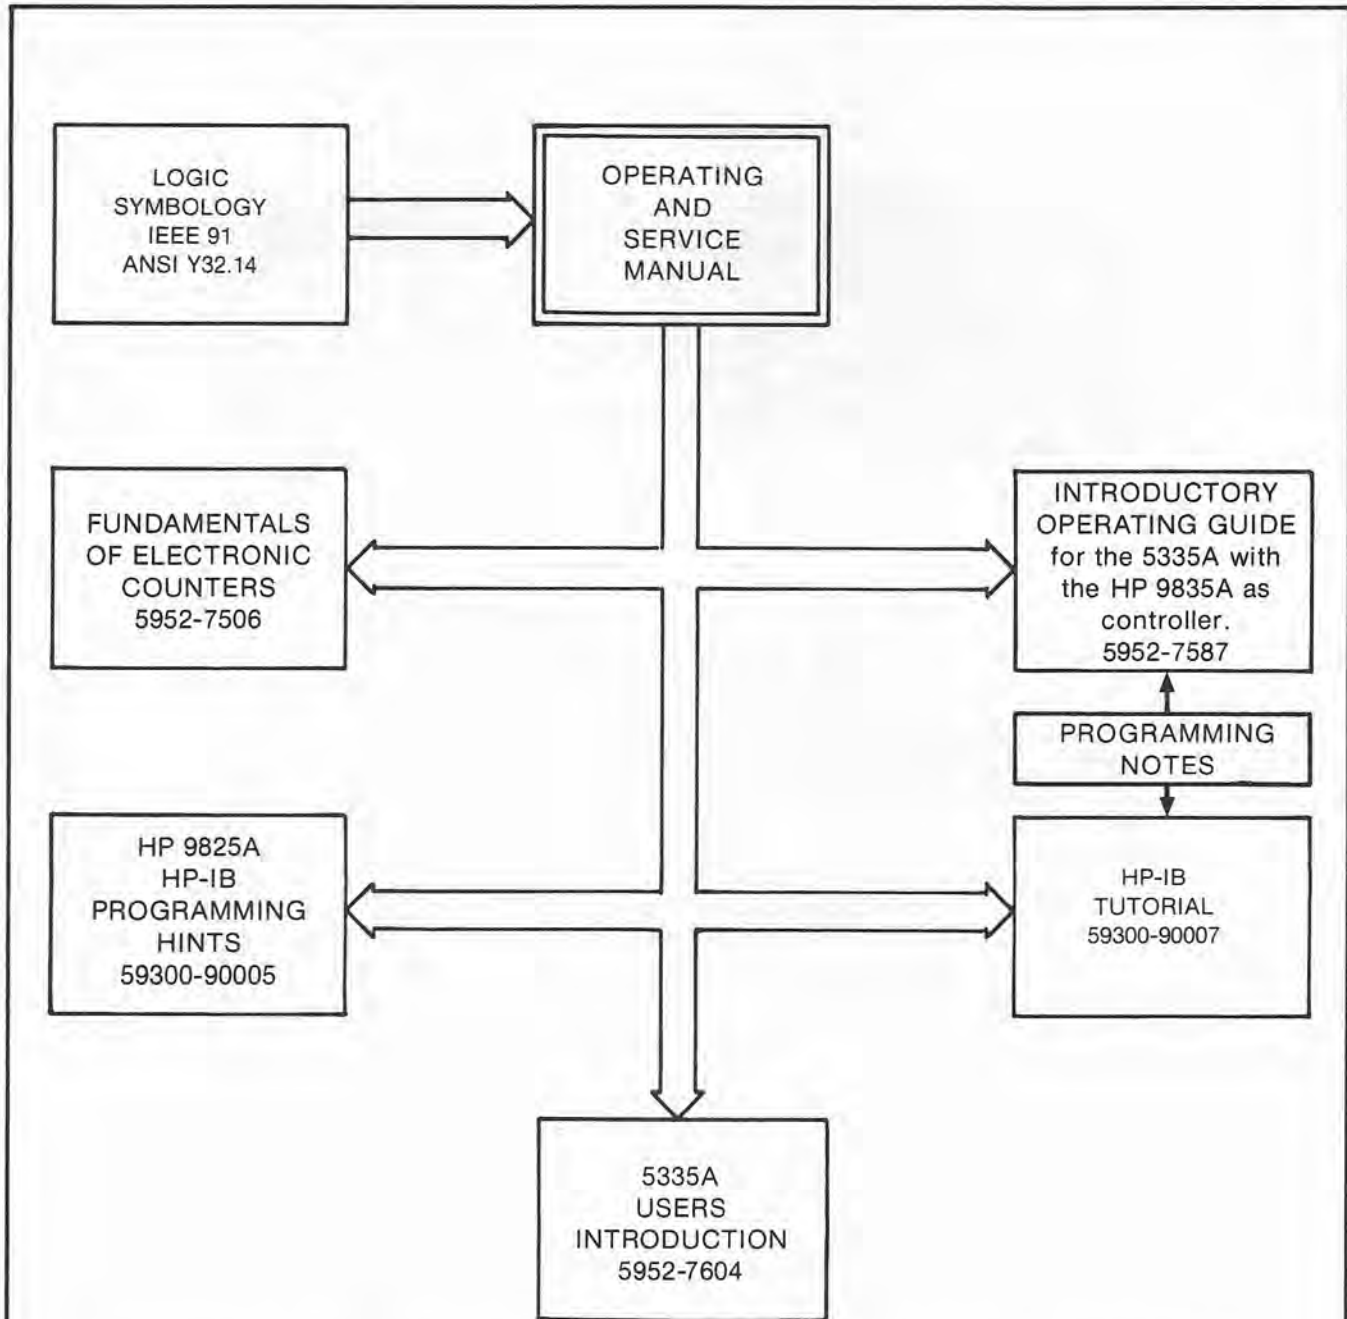 LOGIC
SYMBOLOGY
IEEE 91
ANSI Y32.14
OPERATING
AND
SERVICE
MANUAL
FUNDAMENTALS
OF ELECTRONIC
COUNTERS
5952-7506
INTRODUCTORY
OPERATING GUIDE
for the 5335A with
the HP 9835A as
controller.
5952-7587
PROGRAMMING
NOTES
HP 9825A
HP-IB
PROGRAMMING
HINTS
59300-90005
HP-IB
TUTORIAL
59300-90007
5335A
USERS
INTRODUCTION
5952-7604